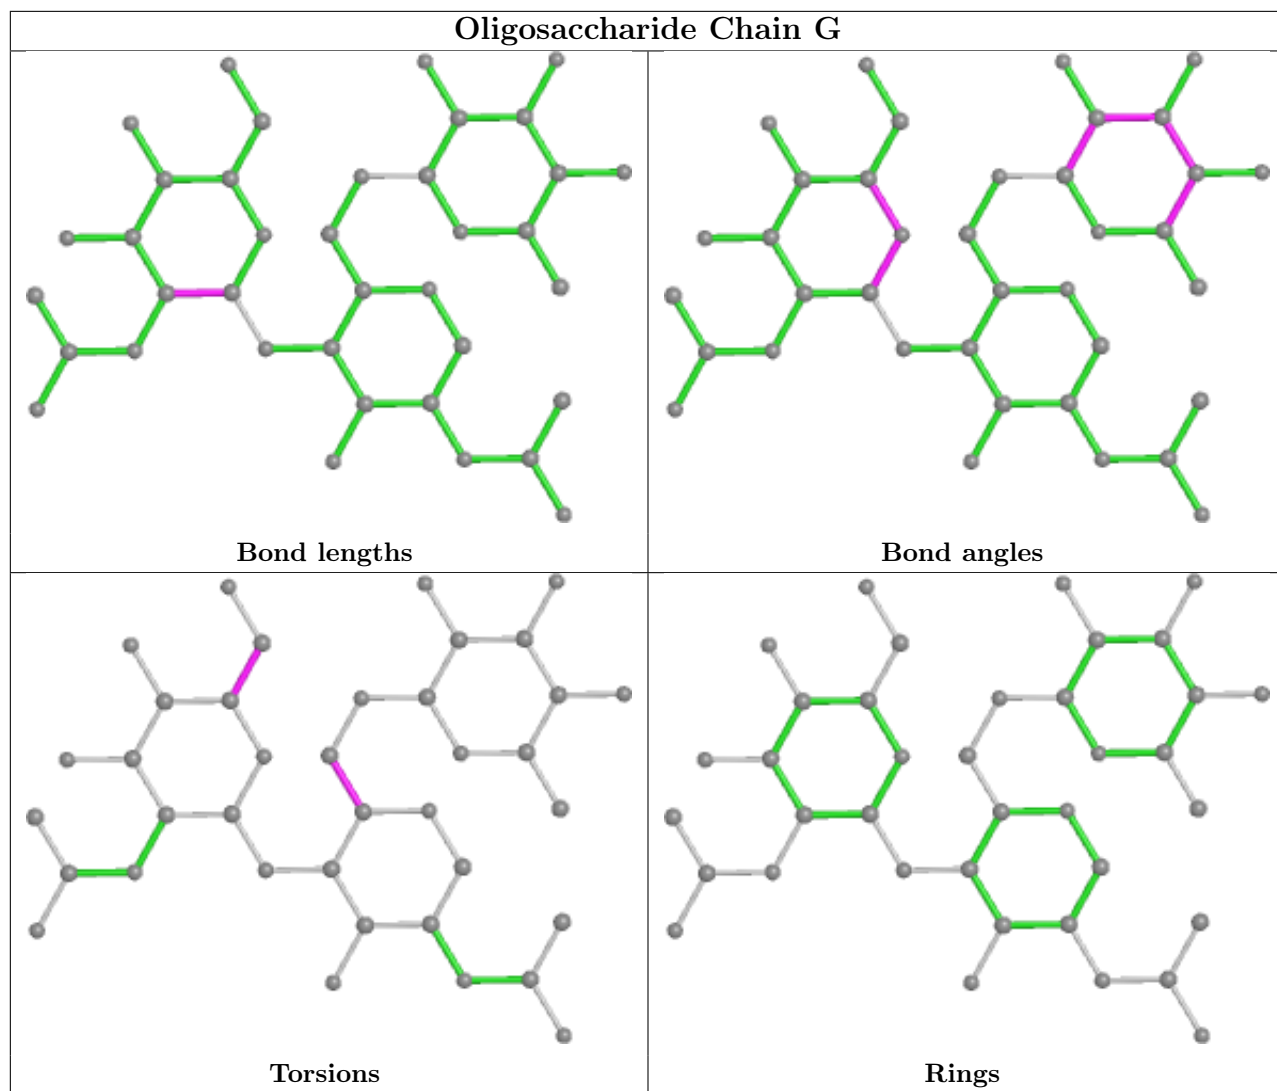 Oligosaccharide Chain G
Bond lengths
Bond angles
Torsions
Rings